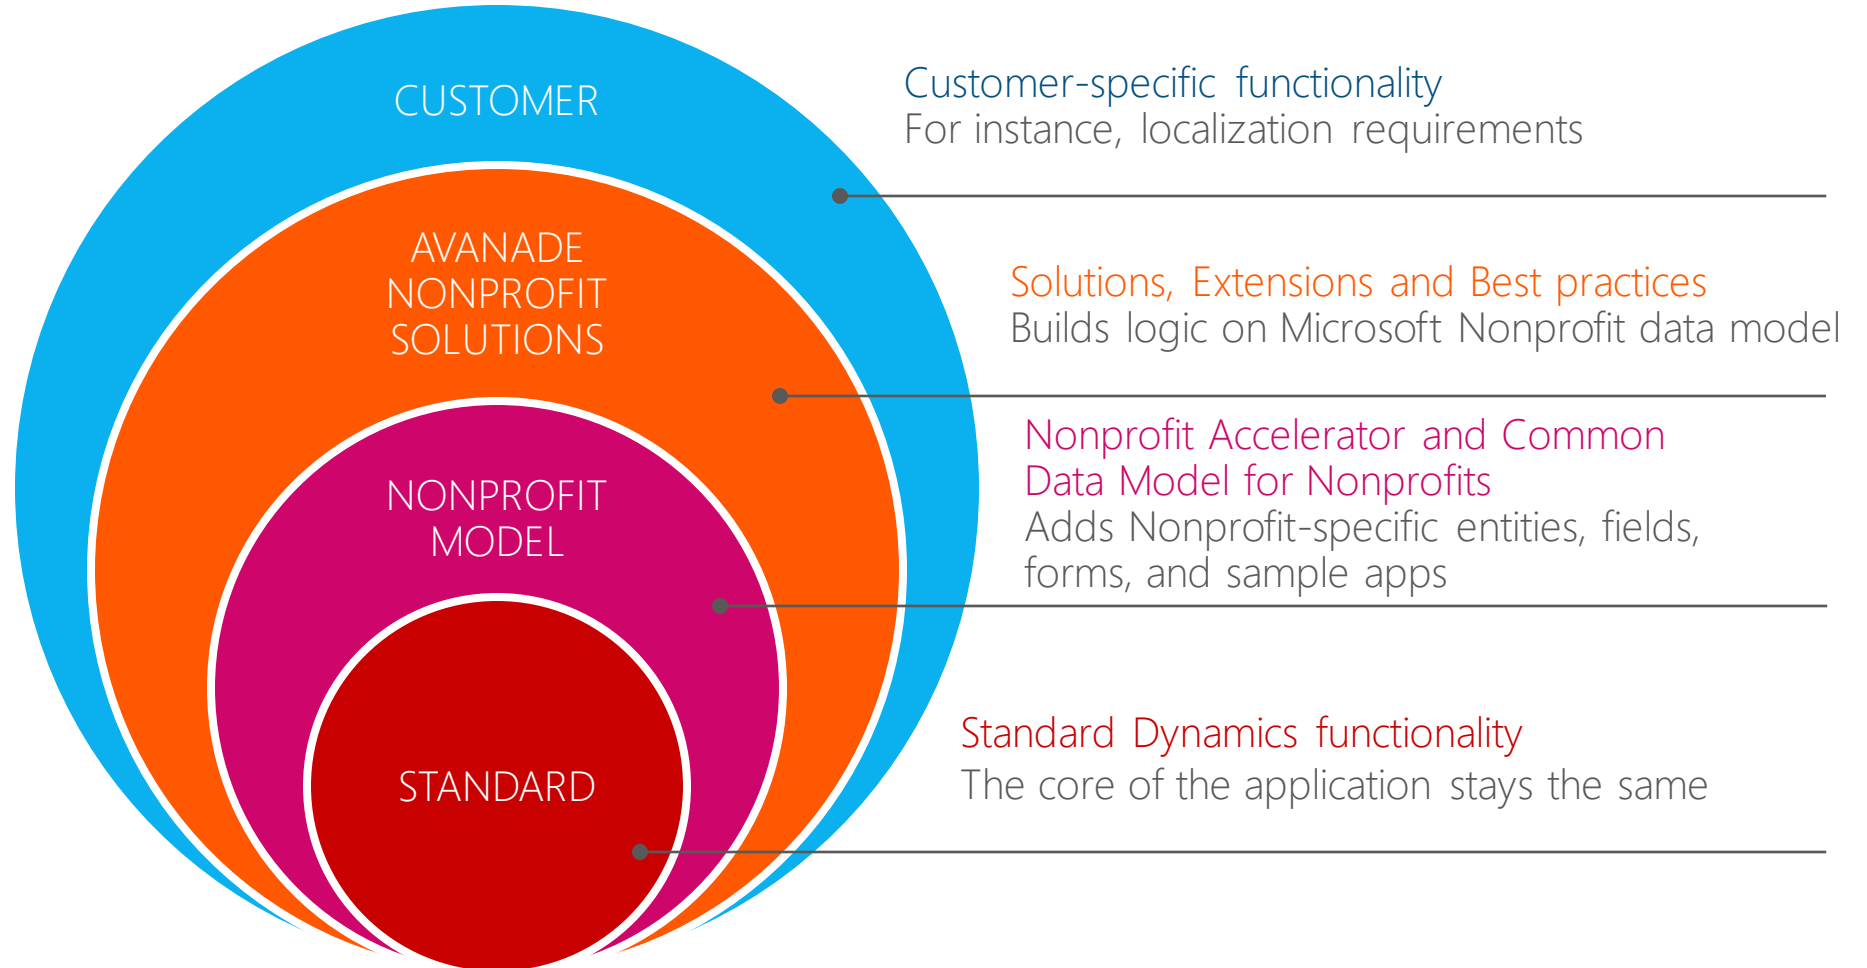 CUSTOMER
Customer-specific functionality
For instance, localization requirements
AVANADE
NONPROFIT
SOLUTIONS
Solutions, Extensions and Best practices
Builds logic on Microsoft Nonprofit data model
NONPROFIT
MODEL
Nonprofit Accelerator and Common
Data Model for Nonprofits
Adds Nonprofit-specific entities, fields,
forms, and sample apps
STANDARD
Standard Dynamics functionality
The core of the application stays the same